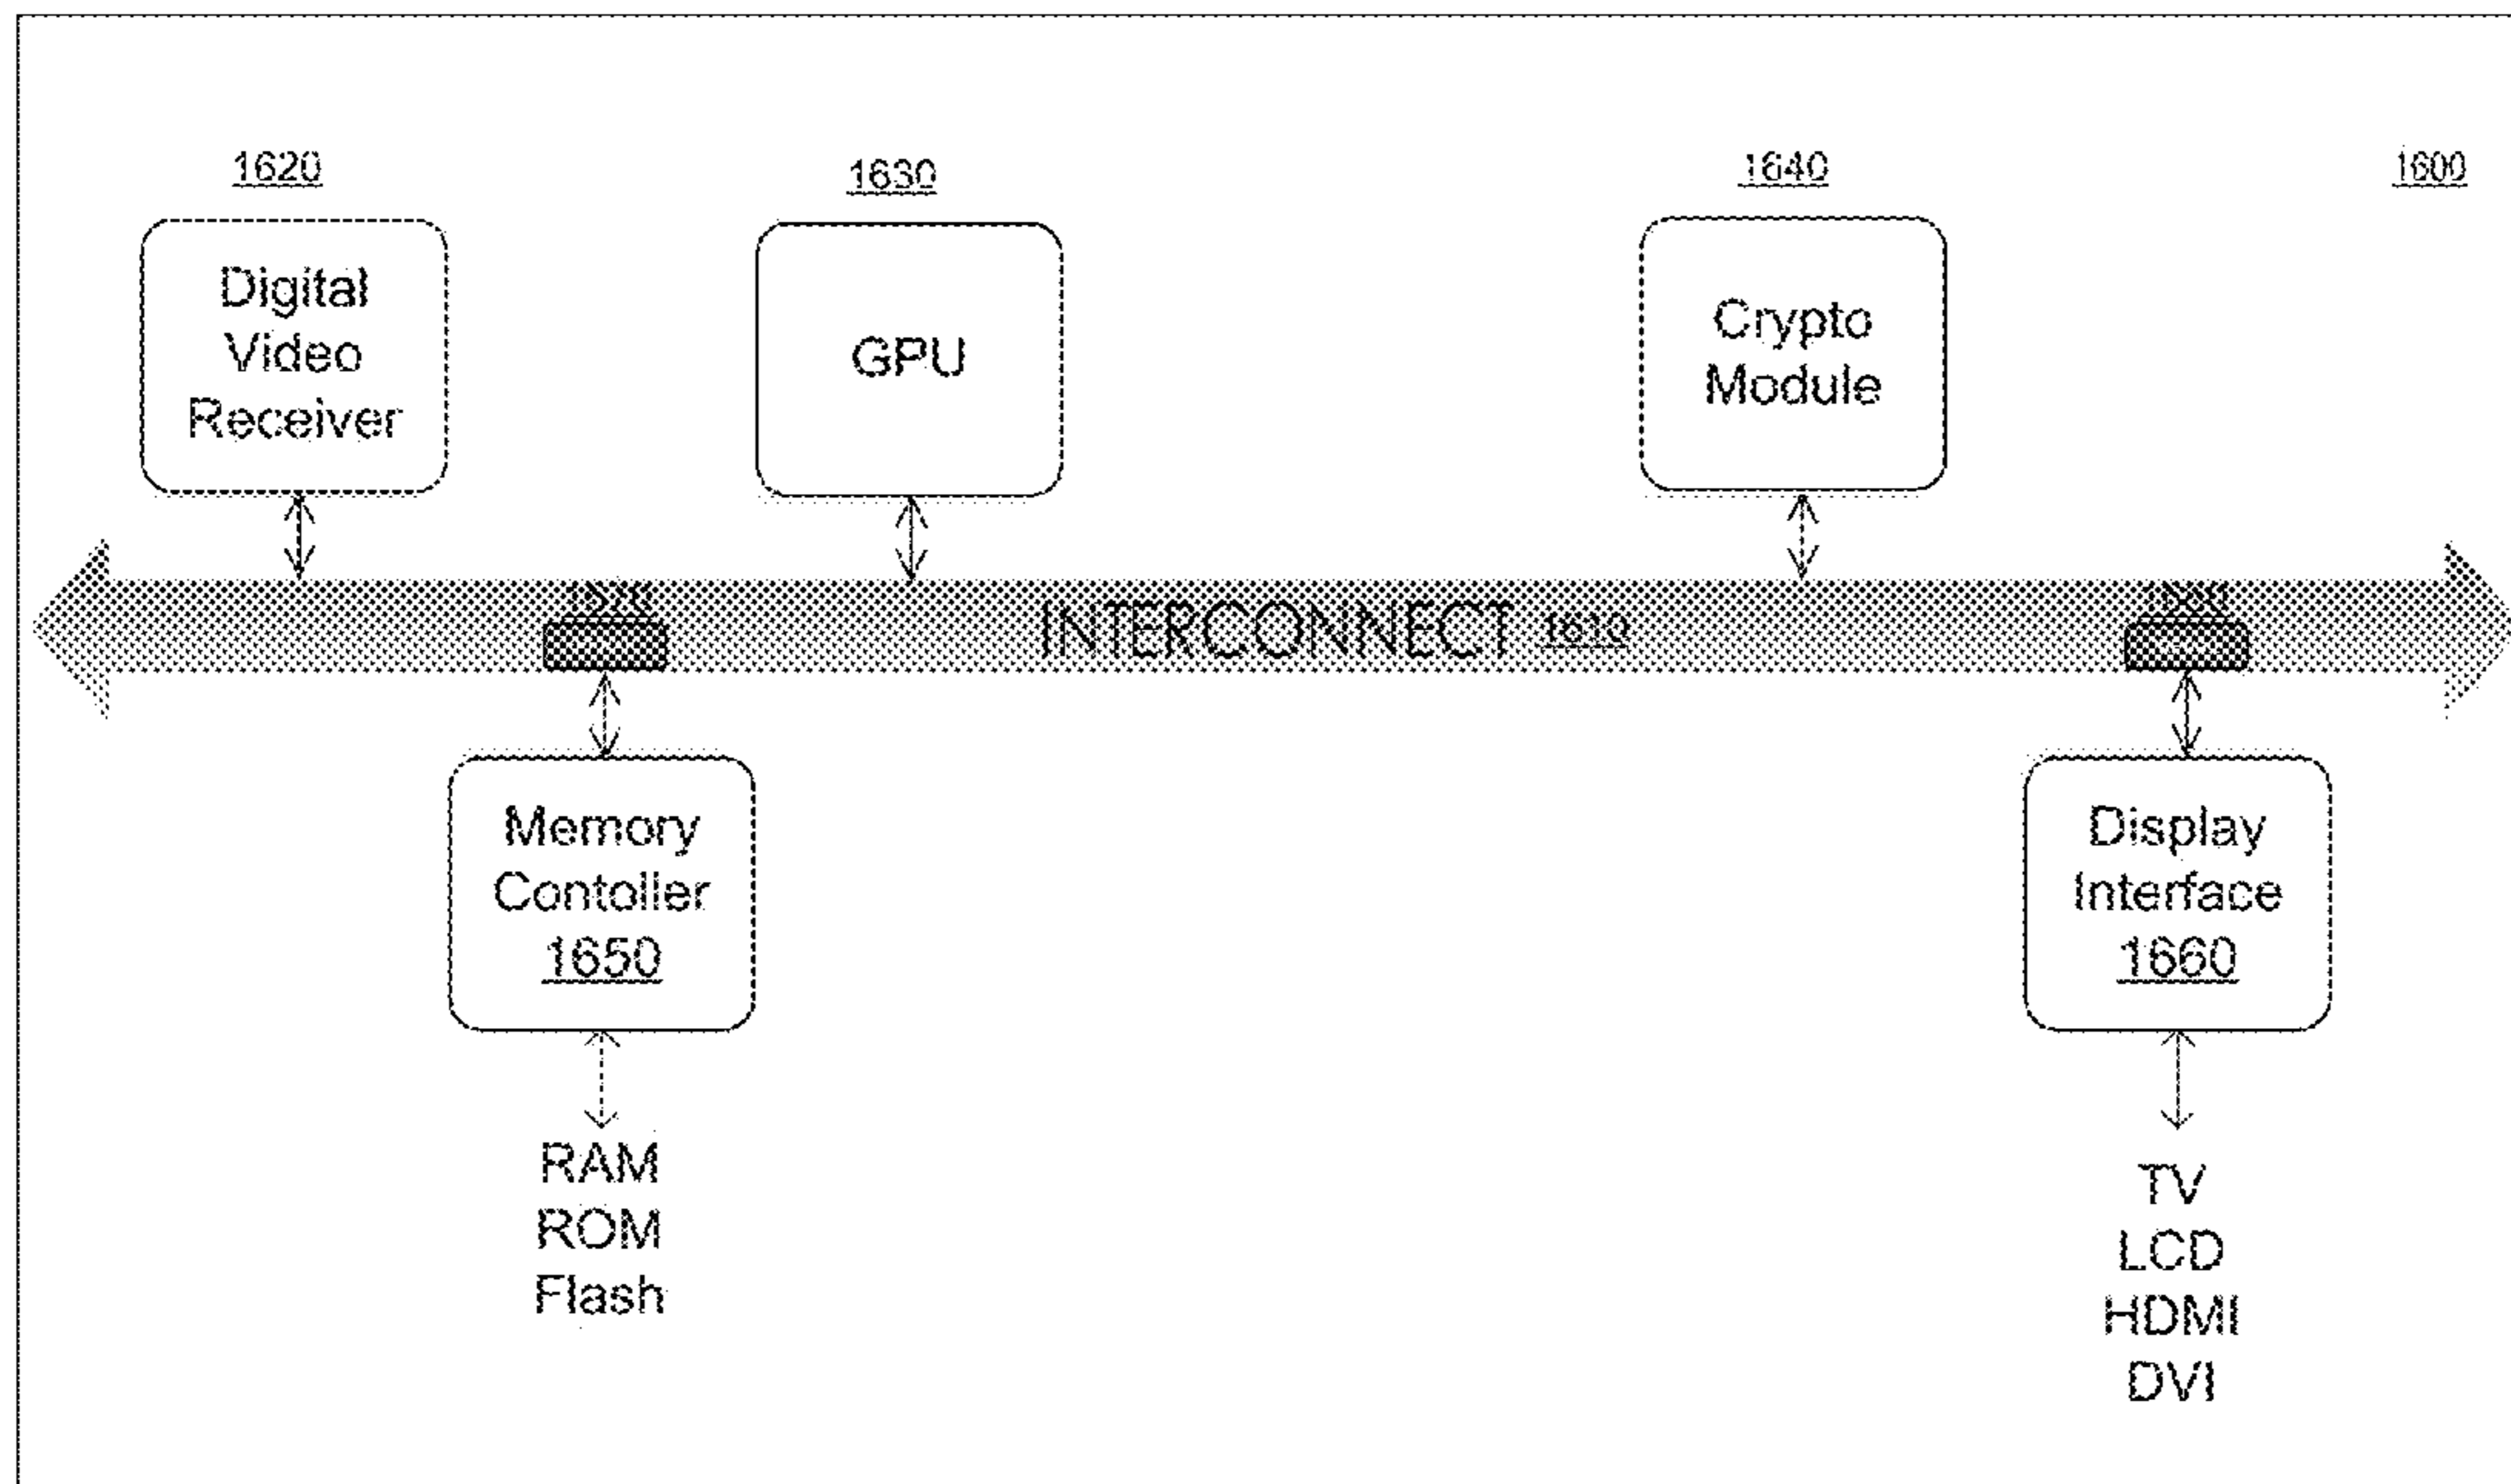 1620
1630
1640
1600
Digital
Video
Receiver
GPU
Crypto
Module
INTERCONNECT 1610
Memory
Contoller
1650
Display
Interface
1660
RAM
ROM
Flash
TV
LCD
HDMI
DVI